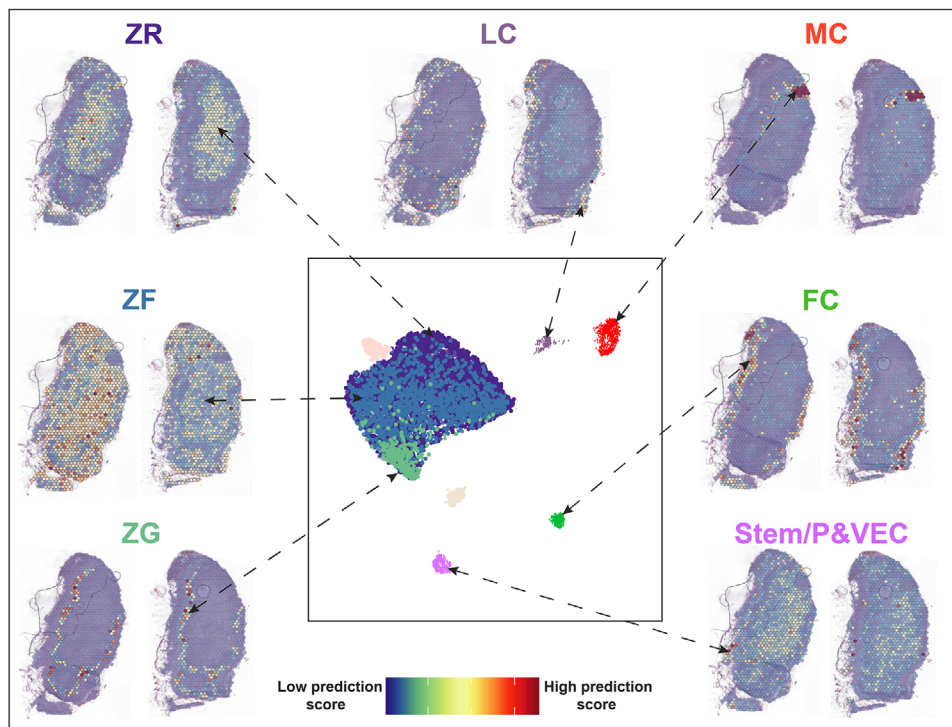 ZR
LC
MC
ZF
FC
ZG
Stem/P&VEC
Low prediction
score
High prediction
score